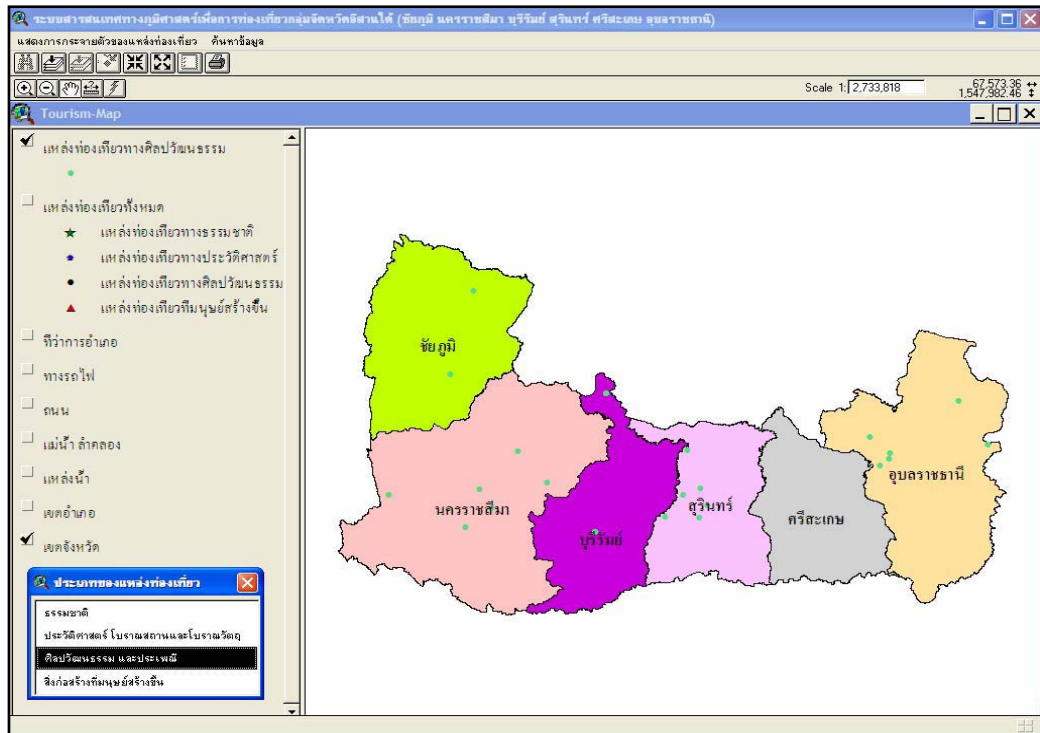 ระบบสารสนเทศทางภูมิศาสตร์เพื่อการท่องเที่ยวกลุ่มจังหวัดอีสานใต้ (ชัยภูมิ นครราชสีมา บุรีรัมย์ สุรินทร์ ศรีสะเกษ อุบลราชธานี)
แสดงการกระจายตัวของแหล่งท่องเที่ยว ค้นหาข้อมูล
Scale 1: 2,733,818
67,573.36
1,547,982.46
Tourism-Map
แหล่งท่องเที่ยวทางศิลปวัฒนธรรม
แหล่งท่องเที่ยวทั้งหมด
แหล่งท่องเที่ยวทางธรรมชาติ
แหล่งท่องเที่ยวทางประวัติศาสตร์
แหล่งท่องเที่ยวทางศิลปวัฒนธรรม
แหล่งท่องเที่ยวที่มนุษย์สร้างขึ้น
ที่ว่าการอำเภอ
ทางรถไฟ
ถนน
แม่น้ำ ลำคลอง
แหล่งน้ำ
เขตอำเภอ
เขตจังหวัด
ประเภทของแหล่งท่องเที่ยว
ธรรมชาติ
ประวัติศาสตร์ โบราณสถานและโบราณวัตถุ
ศิลปวัฒนธรรม และประเพณี
สิ่งก่อสร้างที่มนุษย์สร้างขึ้น
ชัยภูมิ
นครราชสีมา
บุรีรัมย์
สุรินทร์
ศรีสะเกษ
อุบลราชธานี